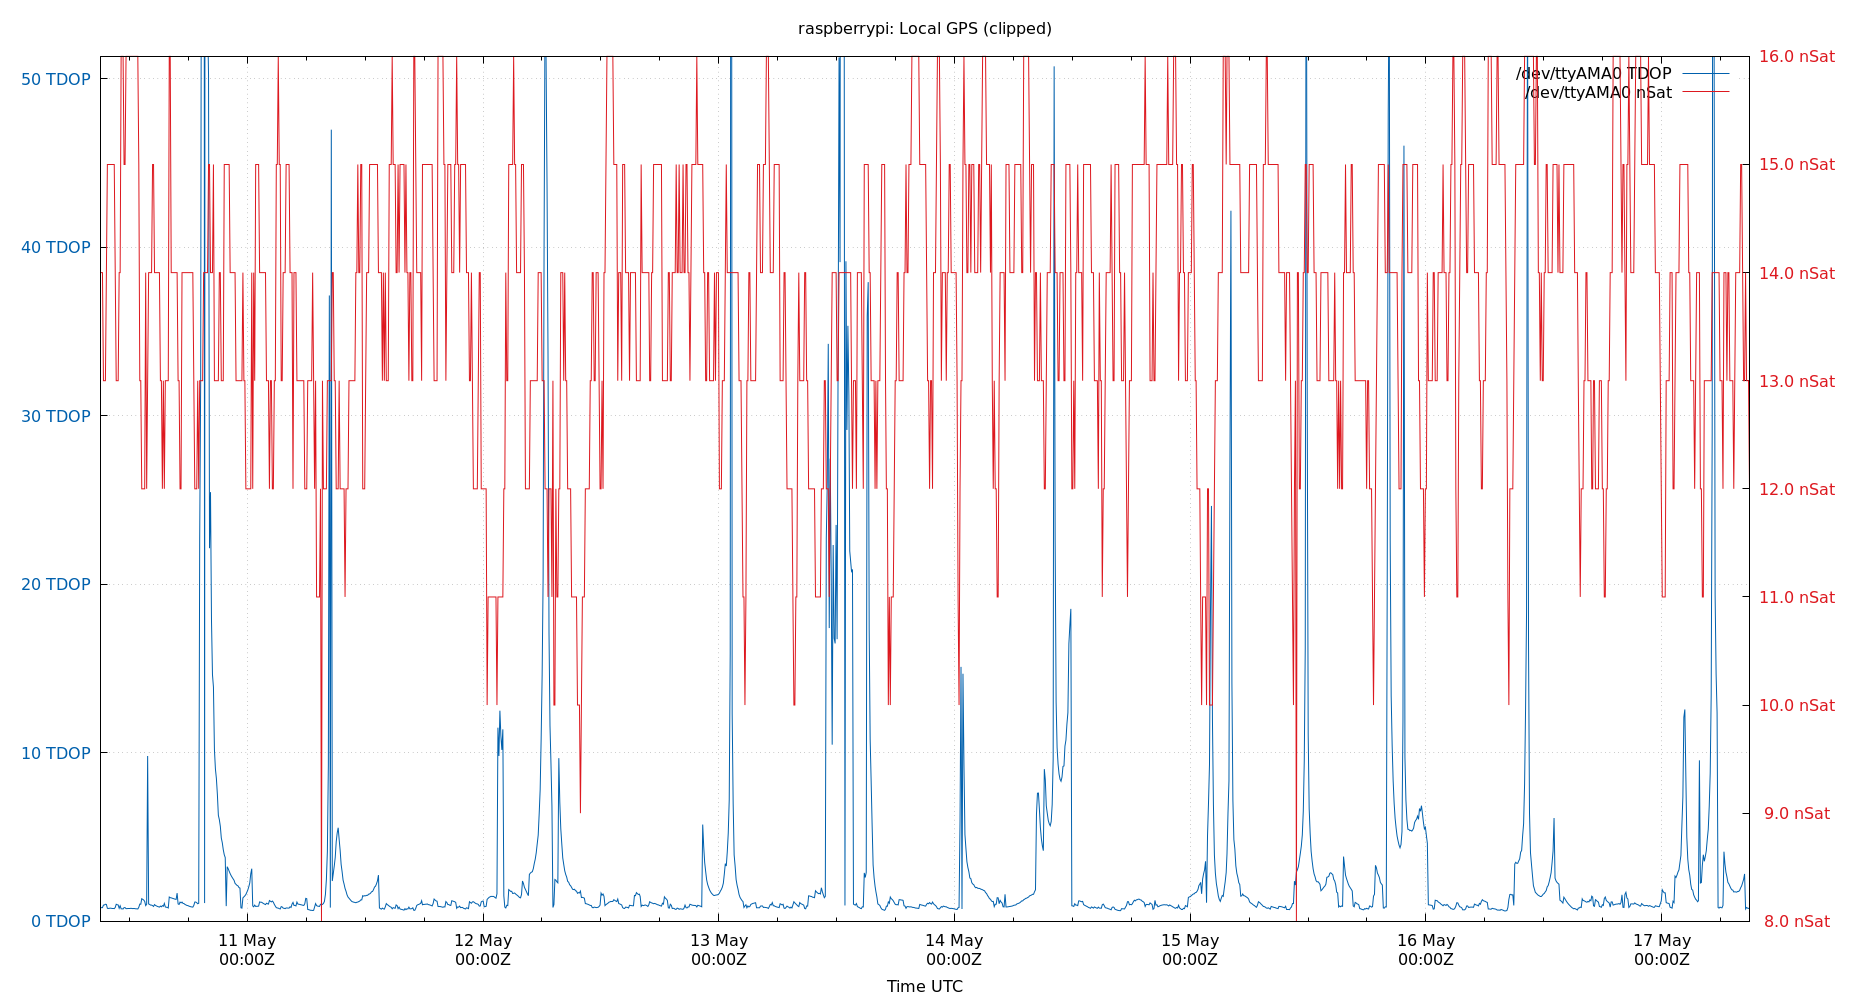 raspberrypi: Local GPS (clipped)
/dev/ttyAMA0 TDOP
/dev/ttyAMA0 nSat
50 TDOP
40 TDOP
30 TDOP
20 TDOP
10 TDOP
0 TDOP
16.0 nSat
15.0 nSat
14.0 nSat
13.0 nSat
12.0 nSat
11.0 nSat
10.0 nSat
9.0 nSat
8.0 nSat
11 May
00:00Z
12 May
00:00Z
13 May
00:00Z
14 May
00:00Z
15 May
00:00Z
16 May
00:00Z
17 May
00:00Z
Time UTC